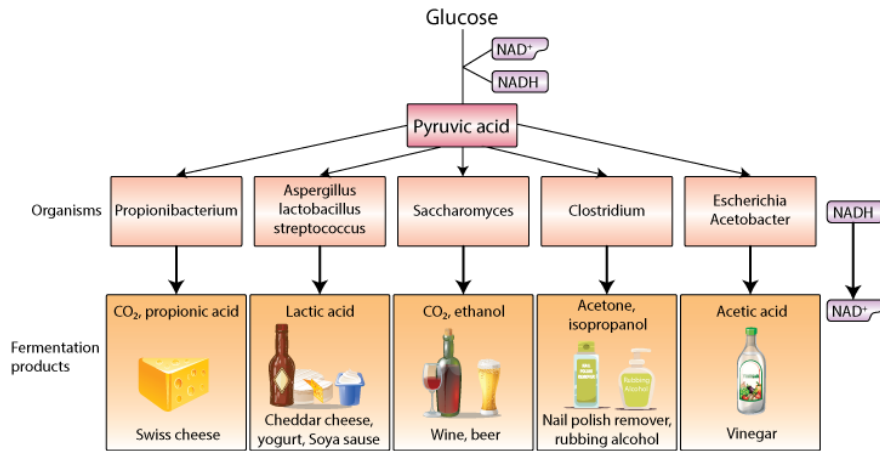 Glucose
NAD⁺
NADH
Pyruvic acid
Organisms
Propionibacterium
Aspergillus
lactobacillus
streptococcus
Saccharomyces
Clostridium
Escherichia
Acetobacter
NADH
Fermentation
products
CO₂, propionic acid
Swiss cheese
Lactic acid
Cheddar cheese,
yogurt, Soya sause
CO₂, ethanol
Wine, beer
Acetone,
isopropanol
Rubbing
Alcohol
Nail polish remover,
rubbing alcohol
Acetic acid
Vinegar
NAD⁺